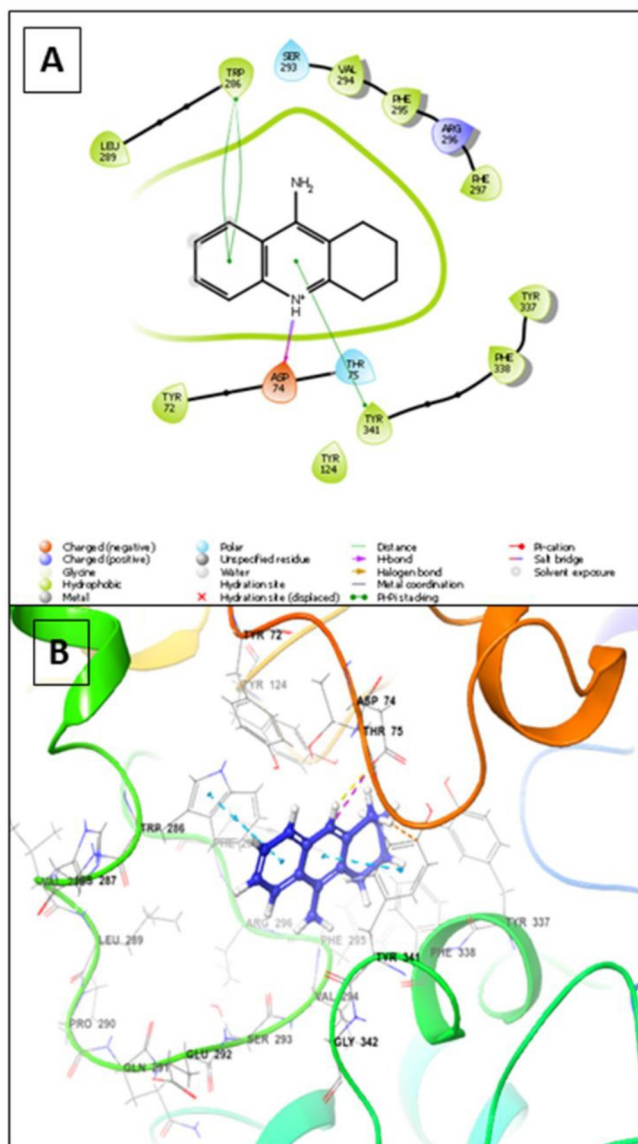 A
SER
293
VAL
294
PHE
295
ARG
296
PHE
297
TRP
286
LEU
289
NH2
N+
H
TYR
337
PHE
338
THR
75
ASP
74
TYR
72
TYR
341
TYR
124
Charged (negative)
Charged (positive)
Glycine
Hydrophobic
Metal
Polar
Unspecified residue
Water
Hydration site
Hydration site (displaced)
Distance
H-bond
Halogen bond
Metal coordination
Pi-Pi stacking
Pi-cation
Salt bridge
Solvent exposure
B
TYR 72
TYR 124
ASP 74
THR 75
TRP 286
287
LEU 289
ARG 296
PHE 295
TYR 337
PHE 338
TYR 341
VAL 294
PRO 290
SER 293
GLU 292
GLN 291
GLY 342